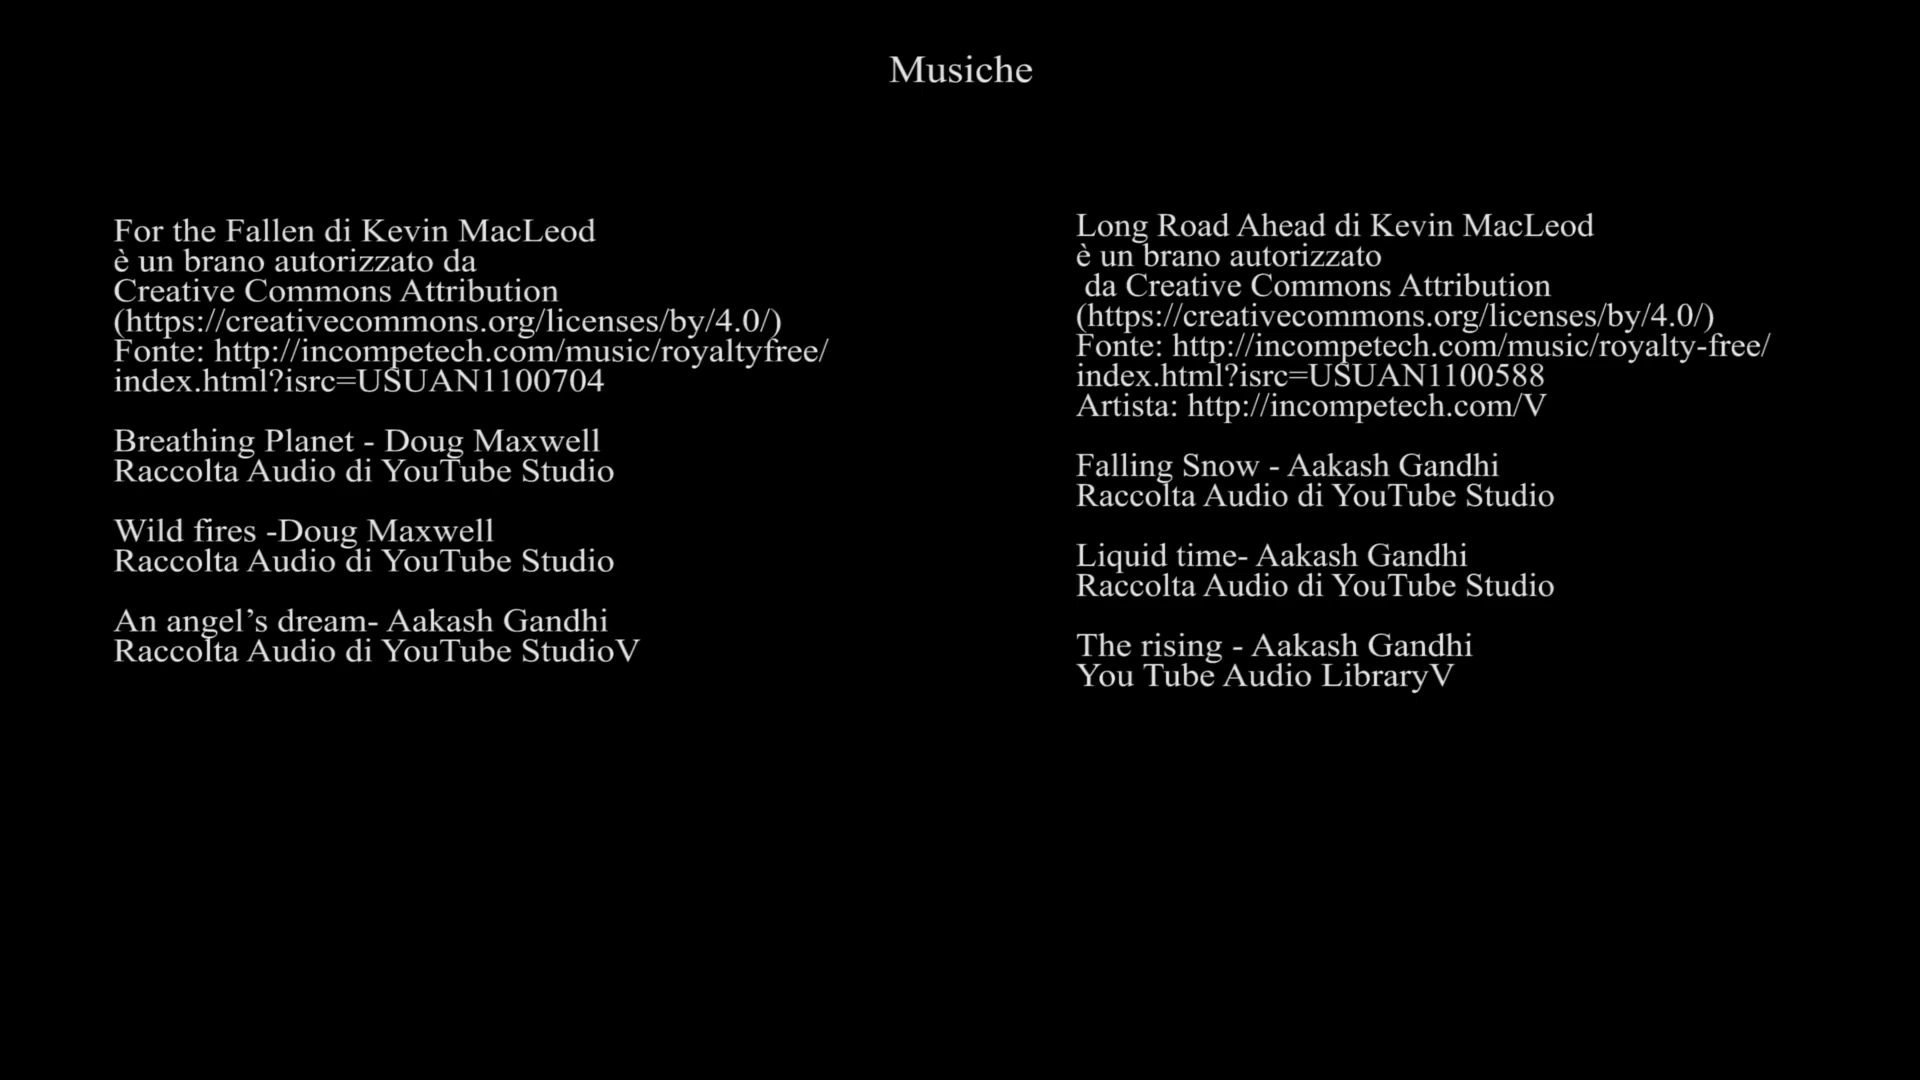 Musiche
For the Fallen di Kevin MacLeod
è un brano autorizzato da
Creative Commons Attribution
(https://creativecommons.org/licenses/by/4.0/)
Fonte: http://incompetech.com/music/royaltyfree/
index.html?isrc=USUAN1100704
Breathing Planet - Doug Maxwell
Raccolta Audio di YouTube Studio
Wild fires -Doug Maxwell
Raccolta Audio di YouTube Studio
An angel’s dream- Aakash Gandhi
Raccolta Audio di YouTube StudioV
Long Road Ahead di Kevin MacLeod
è un brano autorizzato
da Creative Commons Attribution
(https://creativecommons.org/licenses/by/4.0/)
Fonte: http://incompetech.com/music/royalty-free/
index.html?isrc=USUAN1100588
Artista: http://incompetech.com/V
Falling Snow - Aakash Gandhi
Raccolta Audio di YouTube Studio
Liquid time- Aakash Gandhi
Raccolta Audio di YouTube Studio
The rising - Aakash Gandhi
You Tube Audio LibraryV